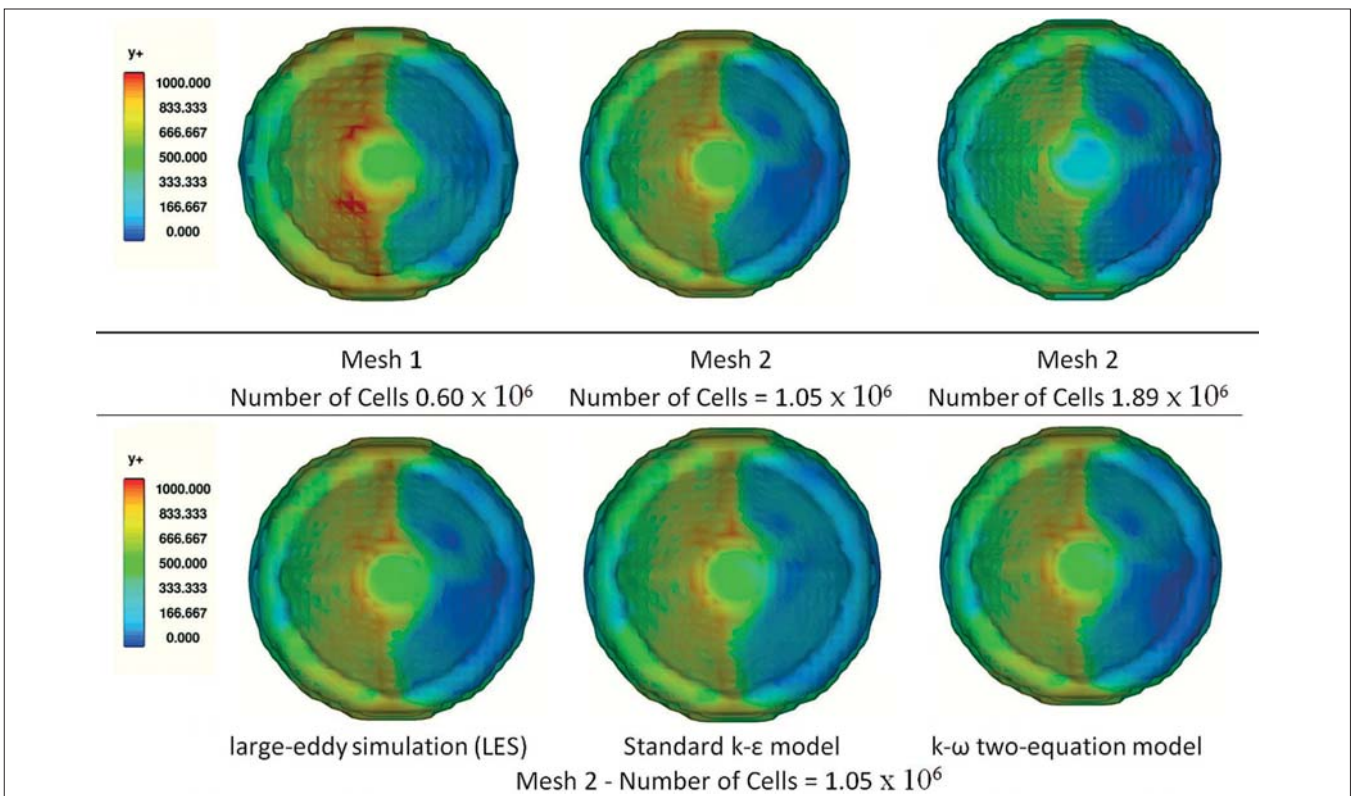 y+
1000.000
833.333
666.667
500.000
333.333
166.667
0.000
Mesh 1 Mesh 2 Mesh 2
Number of Cells 0.60 x 10⁶ Number of Cells = 1.05 x 10⁶ Number of Cells 1.89 x 10⁶
y+
1000.000
833.333
666.667
500.000
333.333
166.667
0.000
large-eddy simulation (LES) Standard k-ε model k-ω two-equation model
Mesh 2 - Number of Cells = 1.05 x 10⁶